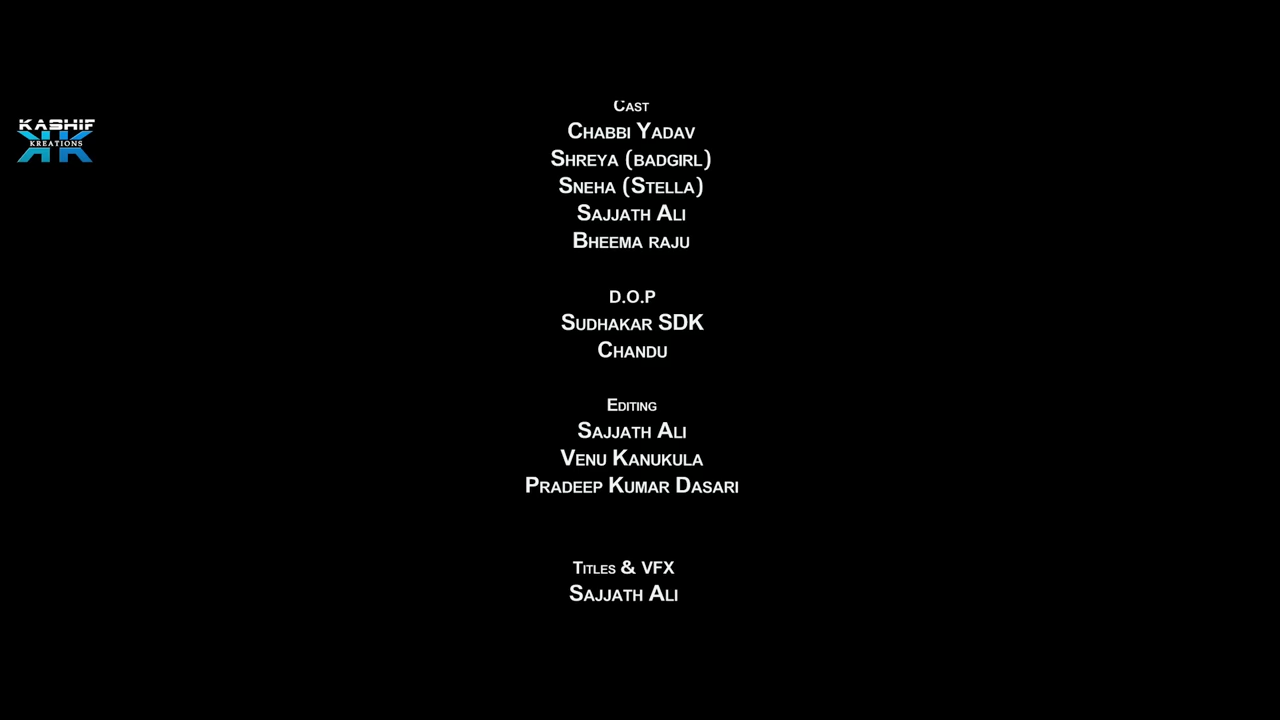 KASHIF
KREATIONS
KK
Cast
Chabbi Yadav
Shreya (badgirl)
Sneha (Stella)
Sajjath Ali
Bheema raju
D.O.P
Sudhakar SDK
Chandu
Editing
Sajjath Ali
Venu Kanukula
Pradeep Kumar Dasari
Titles & VFX
Sajjath Ali